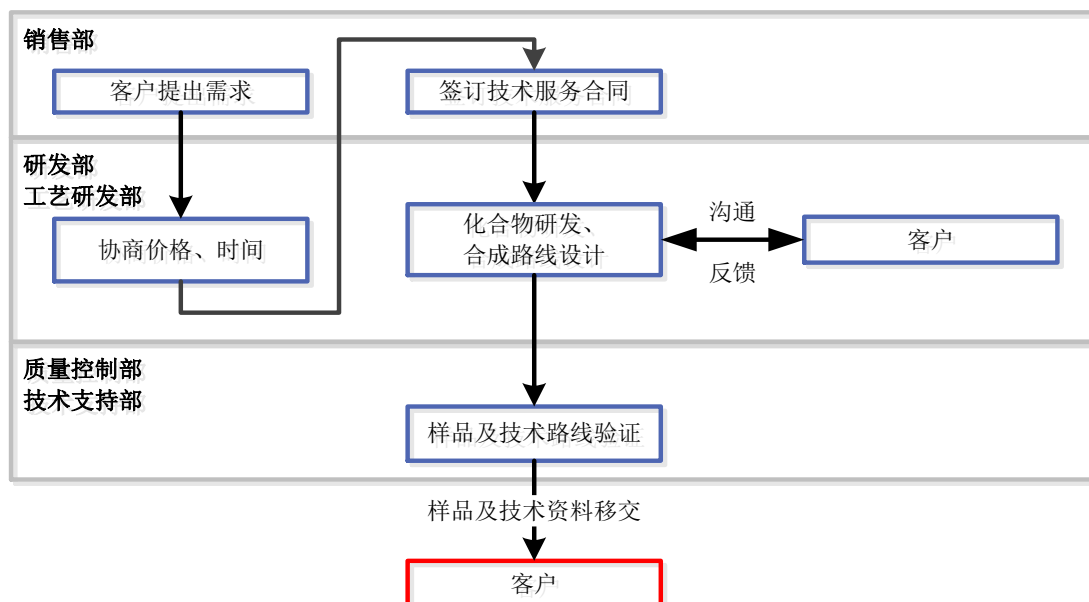 销售部
客户提出需求
签订技术服务合同
研发部
工艺研发部
协商价格、时间
化合物研发、
合成路线设计
沟通
反馈
客户
质量控制部
技术支持部
样品及技术路线验证
样品及技术资料移交
客户